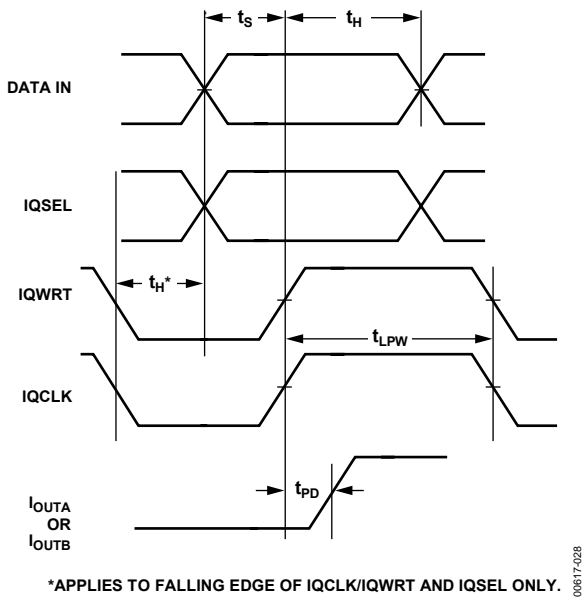 tS
tH
DATA IN
IQSEL
tH*
IQWRT
tLPW
IQCLK
tPD
IOUTA
OR
IOUTB
*APPLIES TO FALLING EDGE OF IQCLK/IQWRT AND IQSEL ONLY.
00617-028